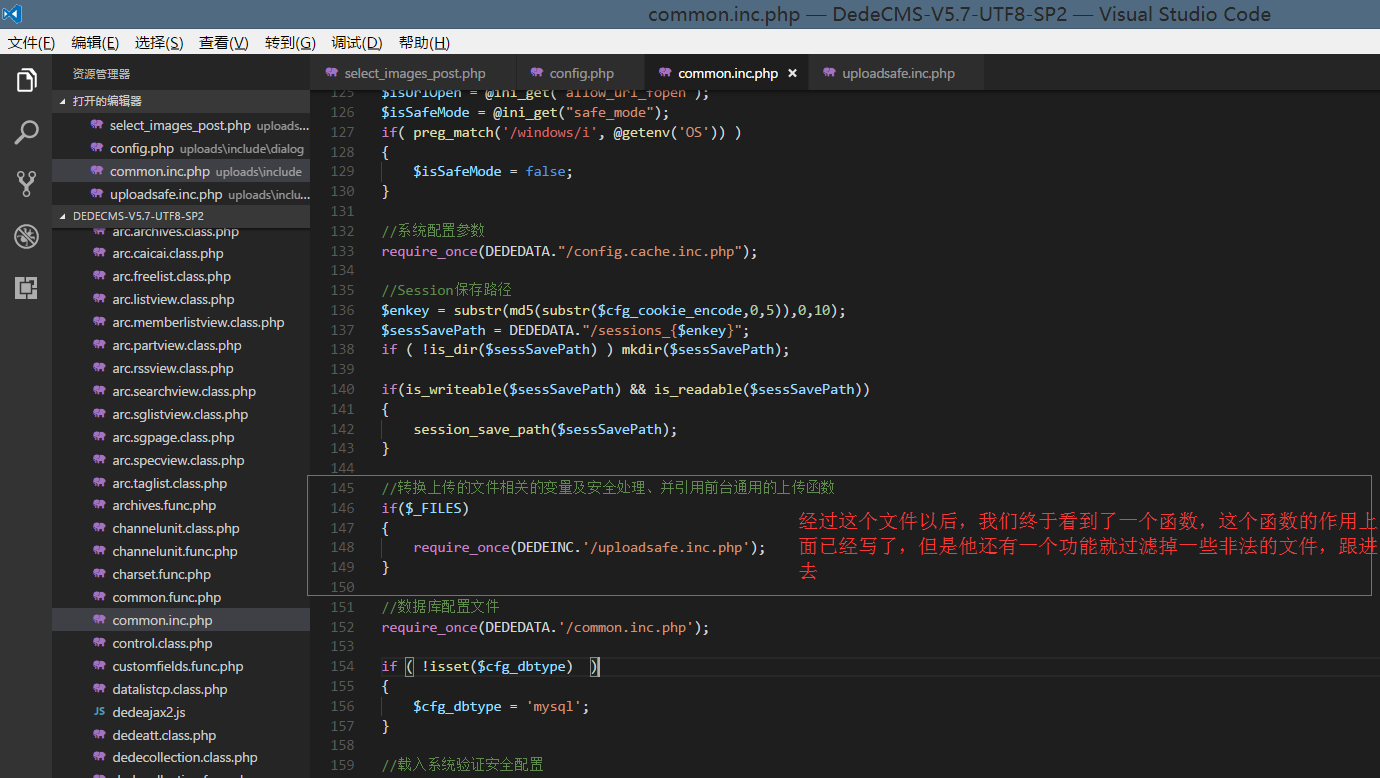 common.inc.php — DedeCMS-V5.7-UTF8-SP2 — Visual Studio Code
文件(F) 编辑(E) 选择(S) 查看(V) 转到(G) 调试(D) 帮助(H)
资源管理器
打开的编辑器
select_images_post.php uploads...
config.php uploads\include\dialog
common.inc.php uploads\include
uploadsafe.inc.php uploads\inclu...
DEDECMS-V5.7-UTF8-SP2
arc.archives.class.php
arc.caicai.class.php
arc.freelist.class.php
arc.listview.class.php
arc.memberlistview.class.php
arc.partview.class.php
arc.rssview.class.php
arc.searchview.class.php
arc.sglistview.class.php
arc.sgpage.class.php
arc.specview.class.php
arc.taglist.class.php
archives.func.php
channelunit.class.php
channelunit.func.php
charset.func.php
common.func.php
common.inc.php
control.class.php
customfields.func.php
datalistcp.class.php
JS dedeajax2.js
dedeatt.class.php
dedecollection.class.php
select_images_post.php config.php common.inc.php × uploadsafe.inc.php
125 $isUrlOpen = @ini_get("allow_url_fopen");
126 $isSafeMode = @ini_get("safe_mode");
127 if( preg_match('/windows/i', @getenv('OS')) )
128 {
129 $isSafeMode = false;
130 }
131
132 //系统配置参数
133 require_once(DEDEDATA."/config.cache.inc.php");
134
135 //Session保存路径
136 $enkey = substr(md5(substr($cfg_cookie_encode,0,5)),0,10);
137 $sessSavePath = DEDEDATA."/sessions_{$enkey}";
138 if ( !is_dir($sessSavePath) ) mkdir($sessSavePath);
139
140 if(is_writeable($sessSavePath) && is_readable($sessSavePath))
141 {
142 session_save_path($sessSavePath);
143 }
144
145 //转换上传的文件相关的变量及安全处理、并引用前台通用的上传函数
146 if($_FILES)
147 {
148 require_once(DEDEINC.'/uploadsafe.inc.php');
149 }
150
经过这个文件以后，我们终于看到了一个函数，这个函数的作用上
面已经写了，但是他还有一个功能就过滤掉一些非法的文件，跟进
去
151 //数据库配置文件
152 require_once(DEDEDATA.'/common.inc.php');
153
154 if ( !isset($cfg_dbtype) )
155 {
156 $cfg_dbtype = 'mysql';
157 }
158
159 //载入系统验证安全配置